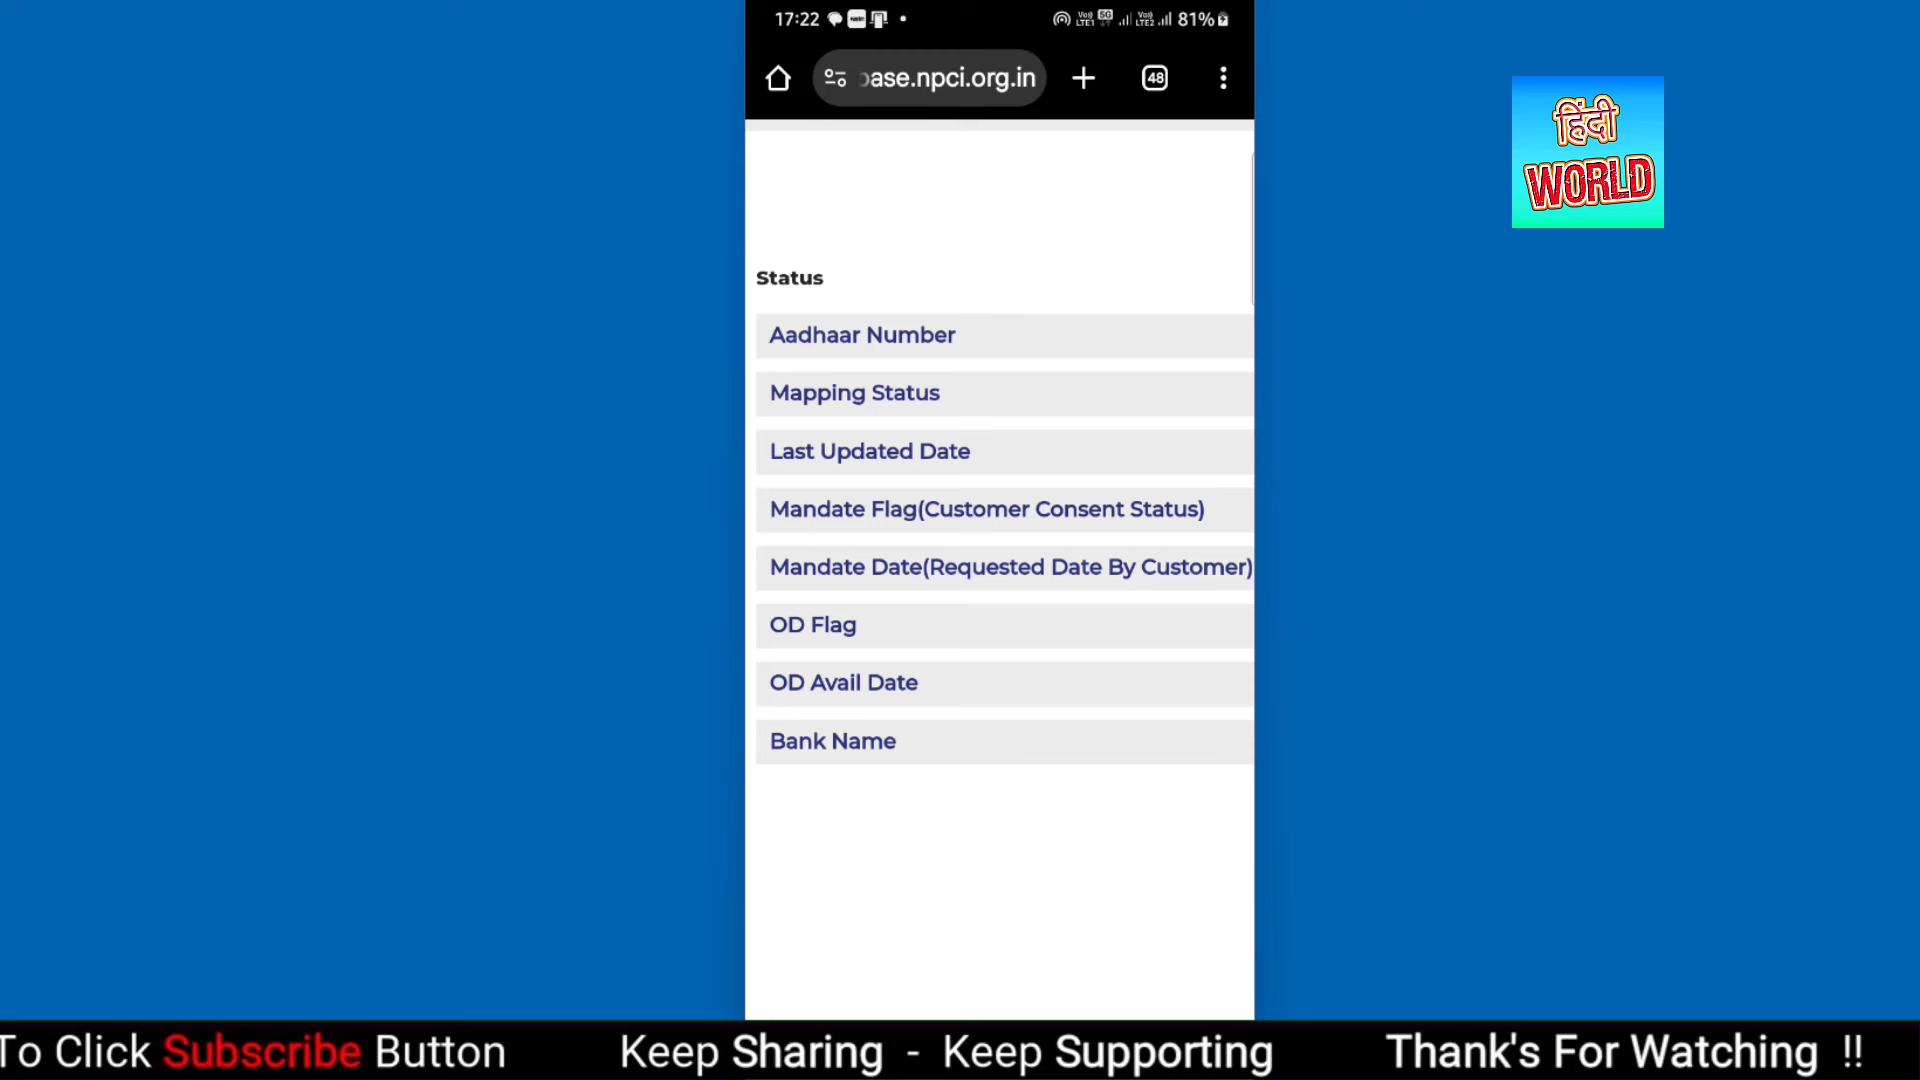 17:22 81%
ase.npci.org.in 48
हिंदी
WORLD
Status
Aadhaar Number
Mapping Status
Last Updated Date
Mandate Flag(Customer Consent Status)
Mandate Date(Requested Date By Customer)
OD Flag
OD Avail Date
Bank Name
To Click Subscribe Button Keep Sharing - Keep Supporting Thank's For Watching !!